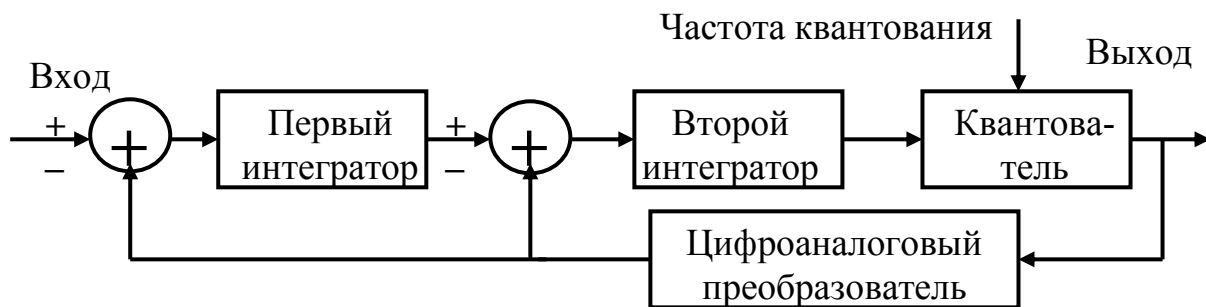 Частота квантования
Выход
Вход
+
−
+
Первый
интегратор
+
−
+
Второй
интегратор
Квантова-
тель
Цифроаналоговый
преобразователь